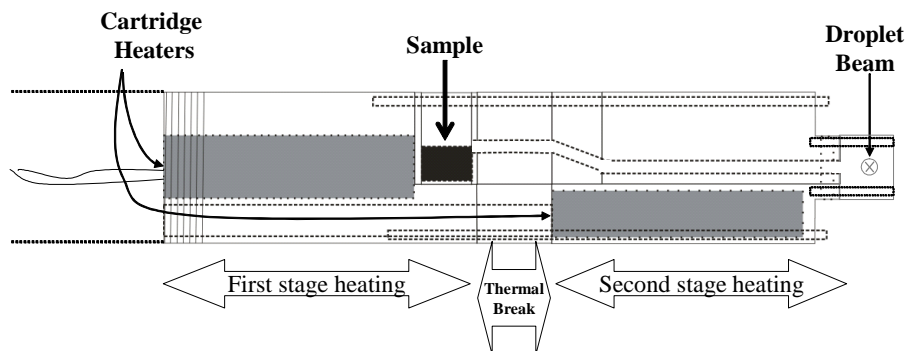 Cartridge
Heaters
Sample
Droplet
Beam
First stage heating
Thermal
Break
Second stage heating